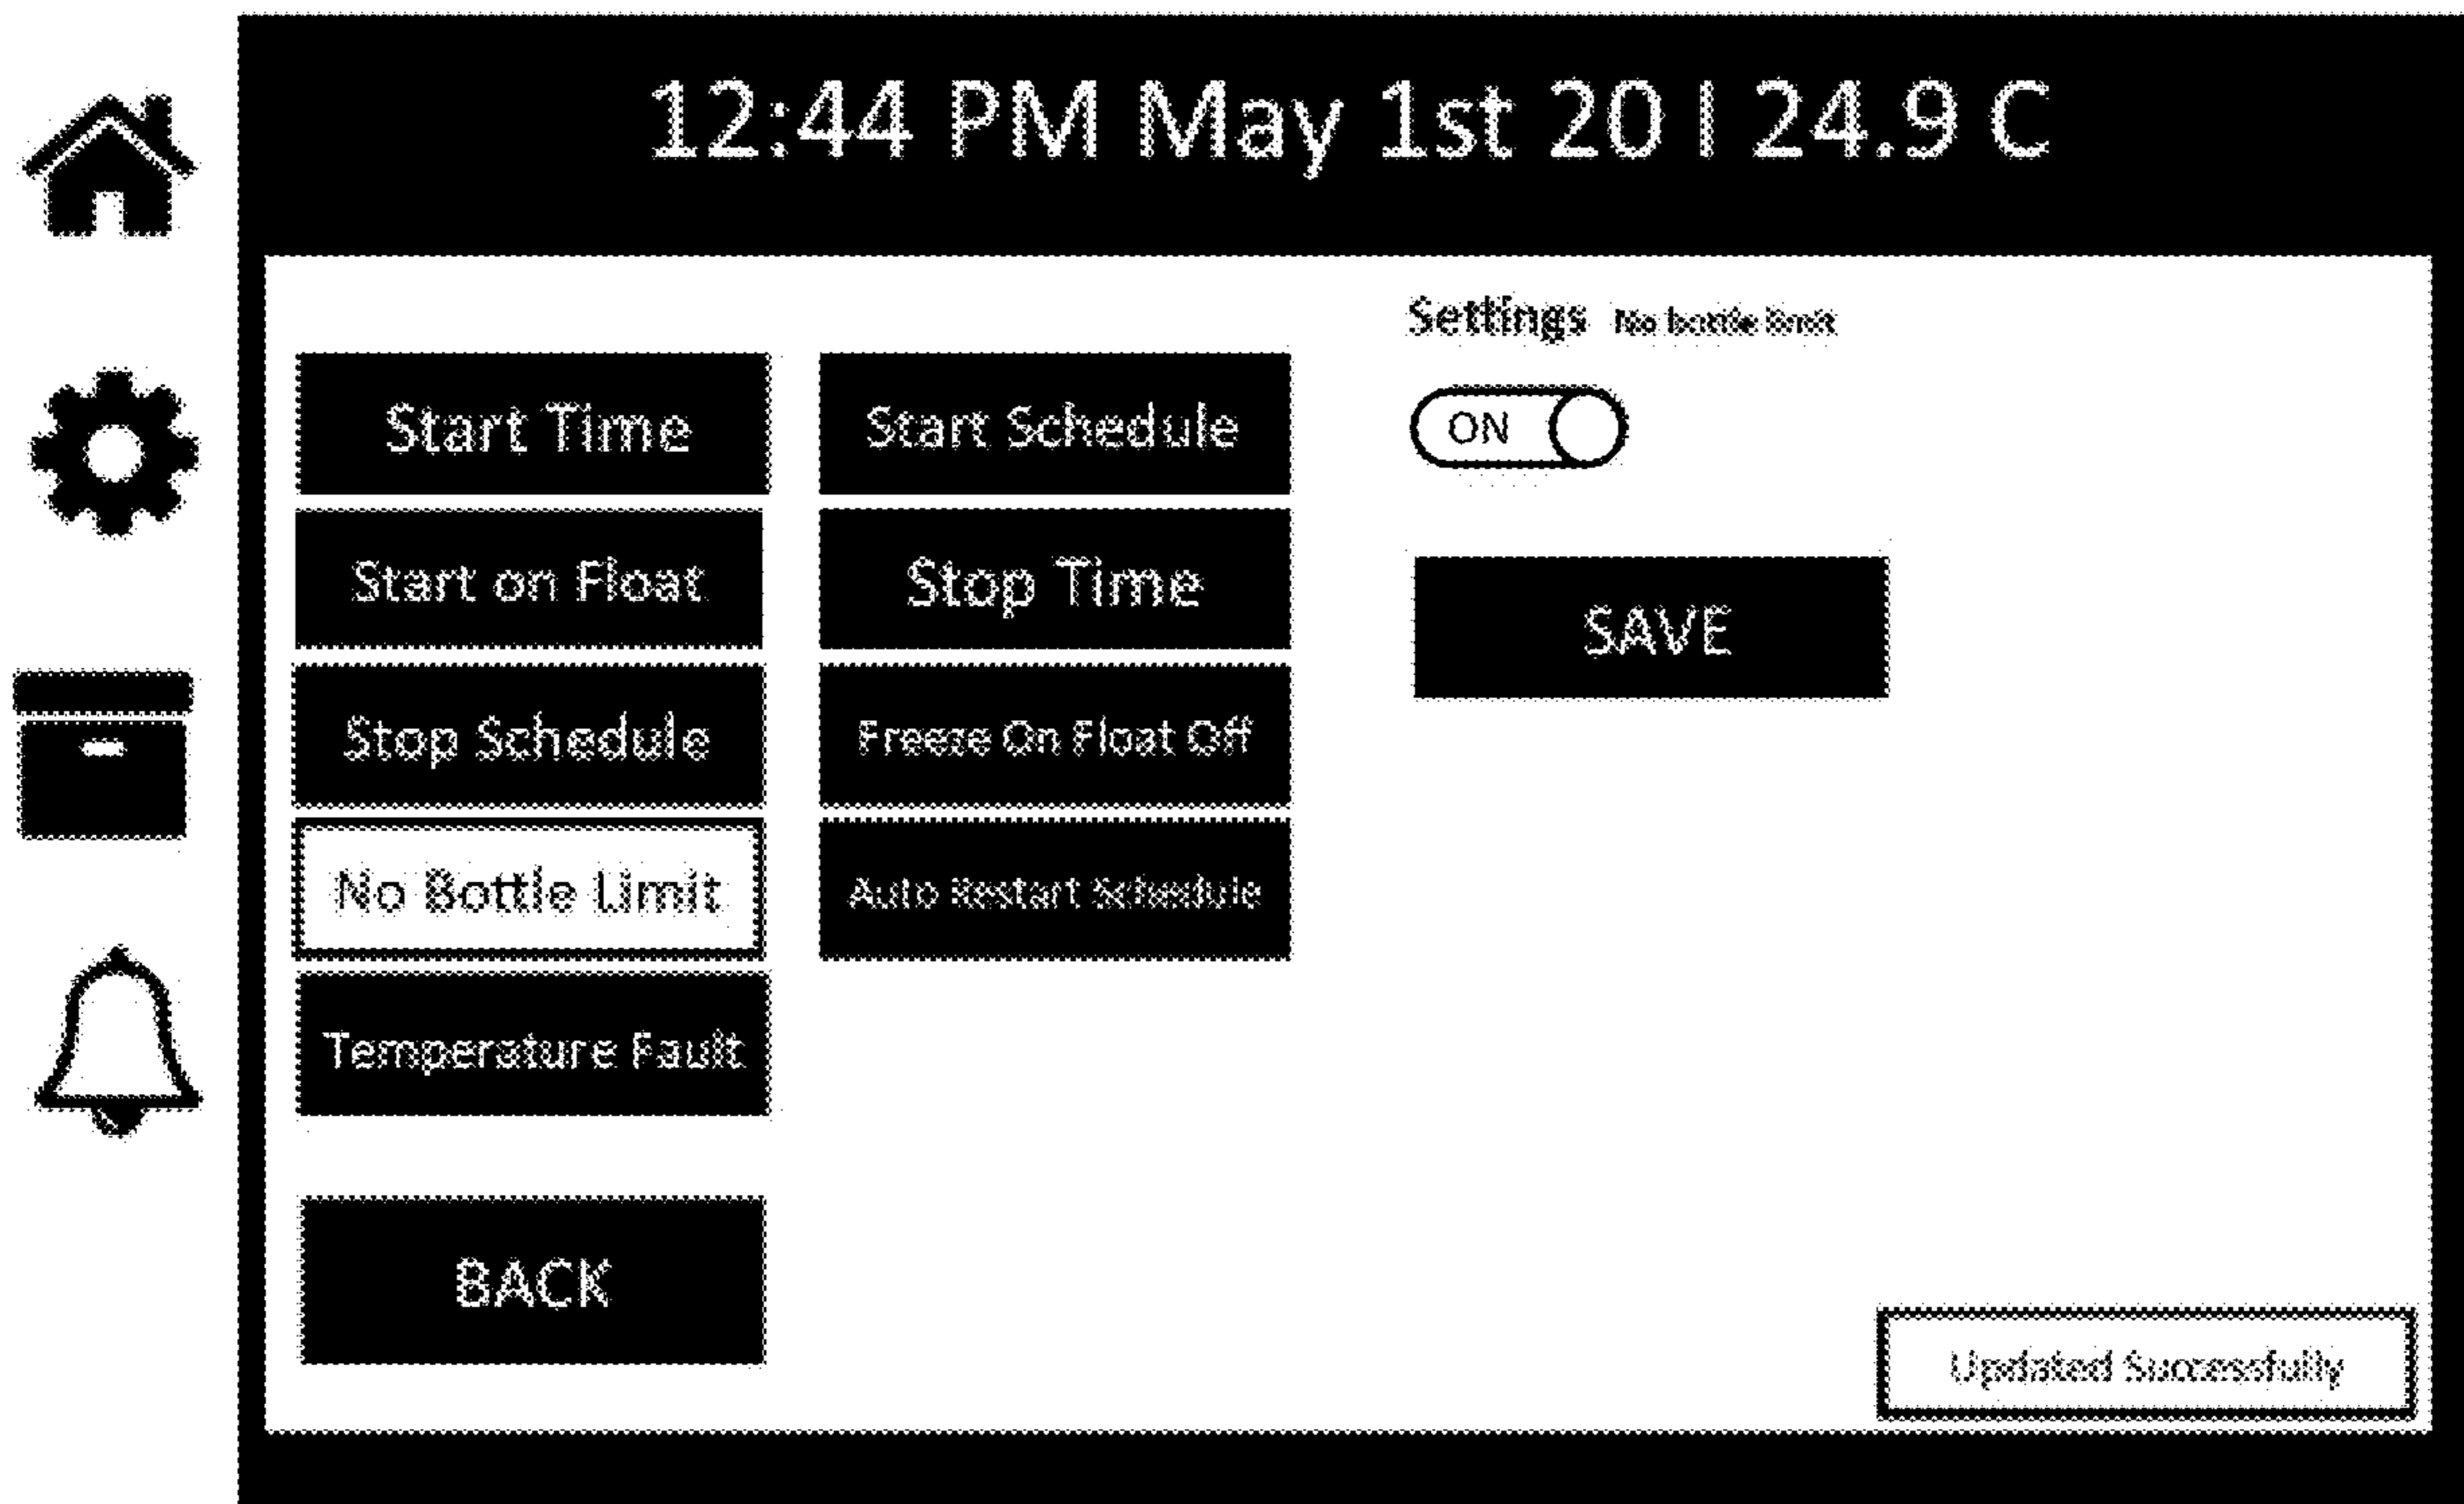 12:44 PM May 1st 20 | 24.9 C
Settings No bottle limit
Start Time
Start Schedule
ON
Start on Float
Stop Time
SAVE
Stop Schedule
Freeze On Float Off
No Bottle Limit
Auto Restart Schedule
Temperature Fault
BACK
Updated Successfully